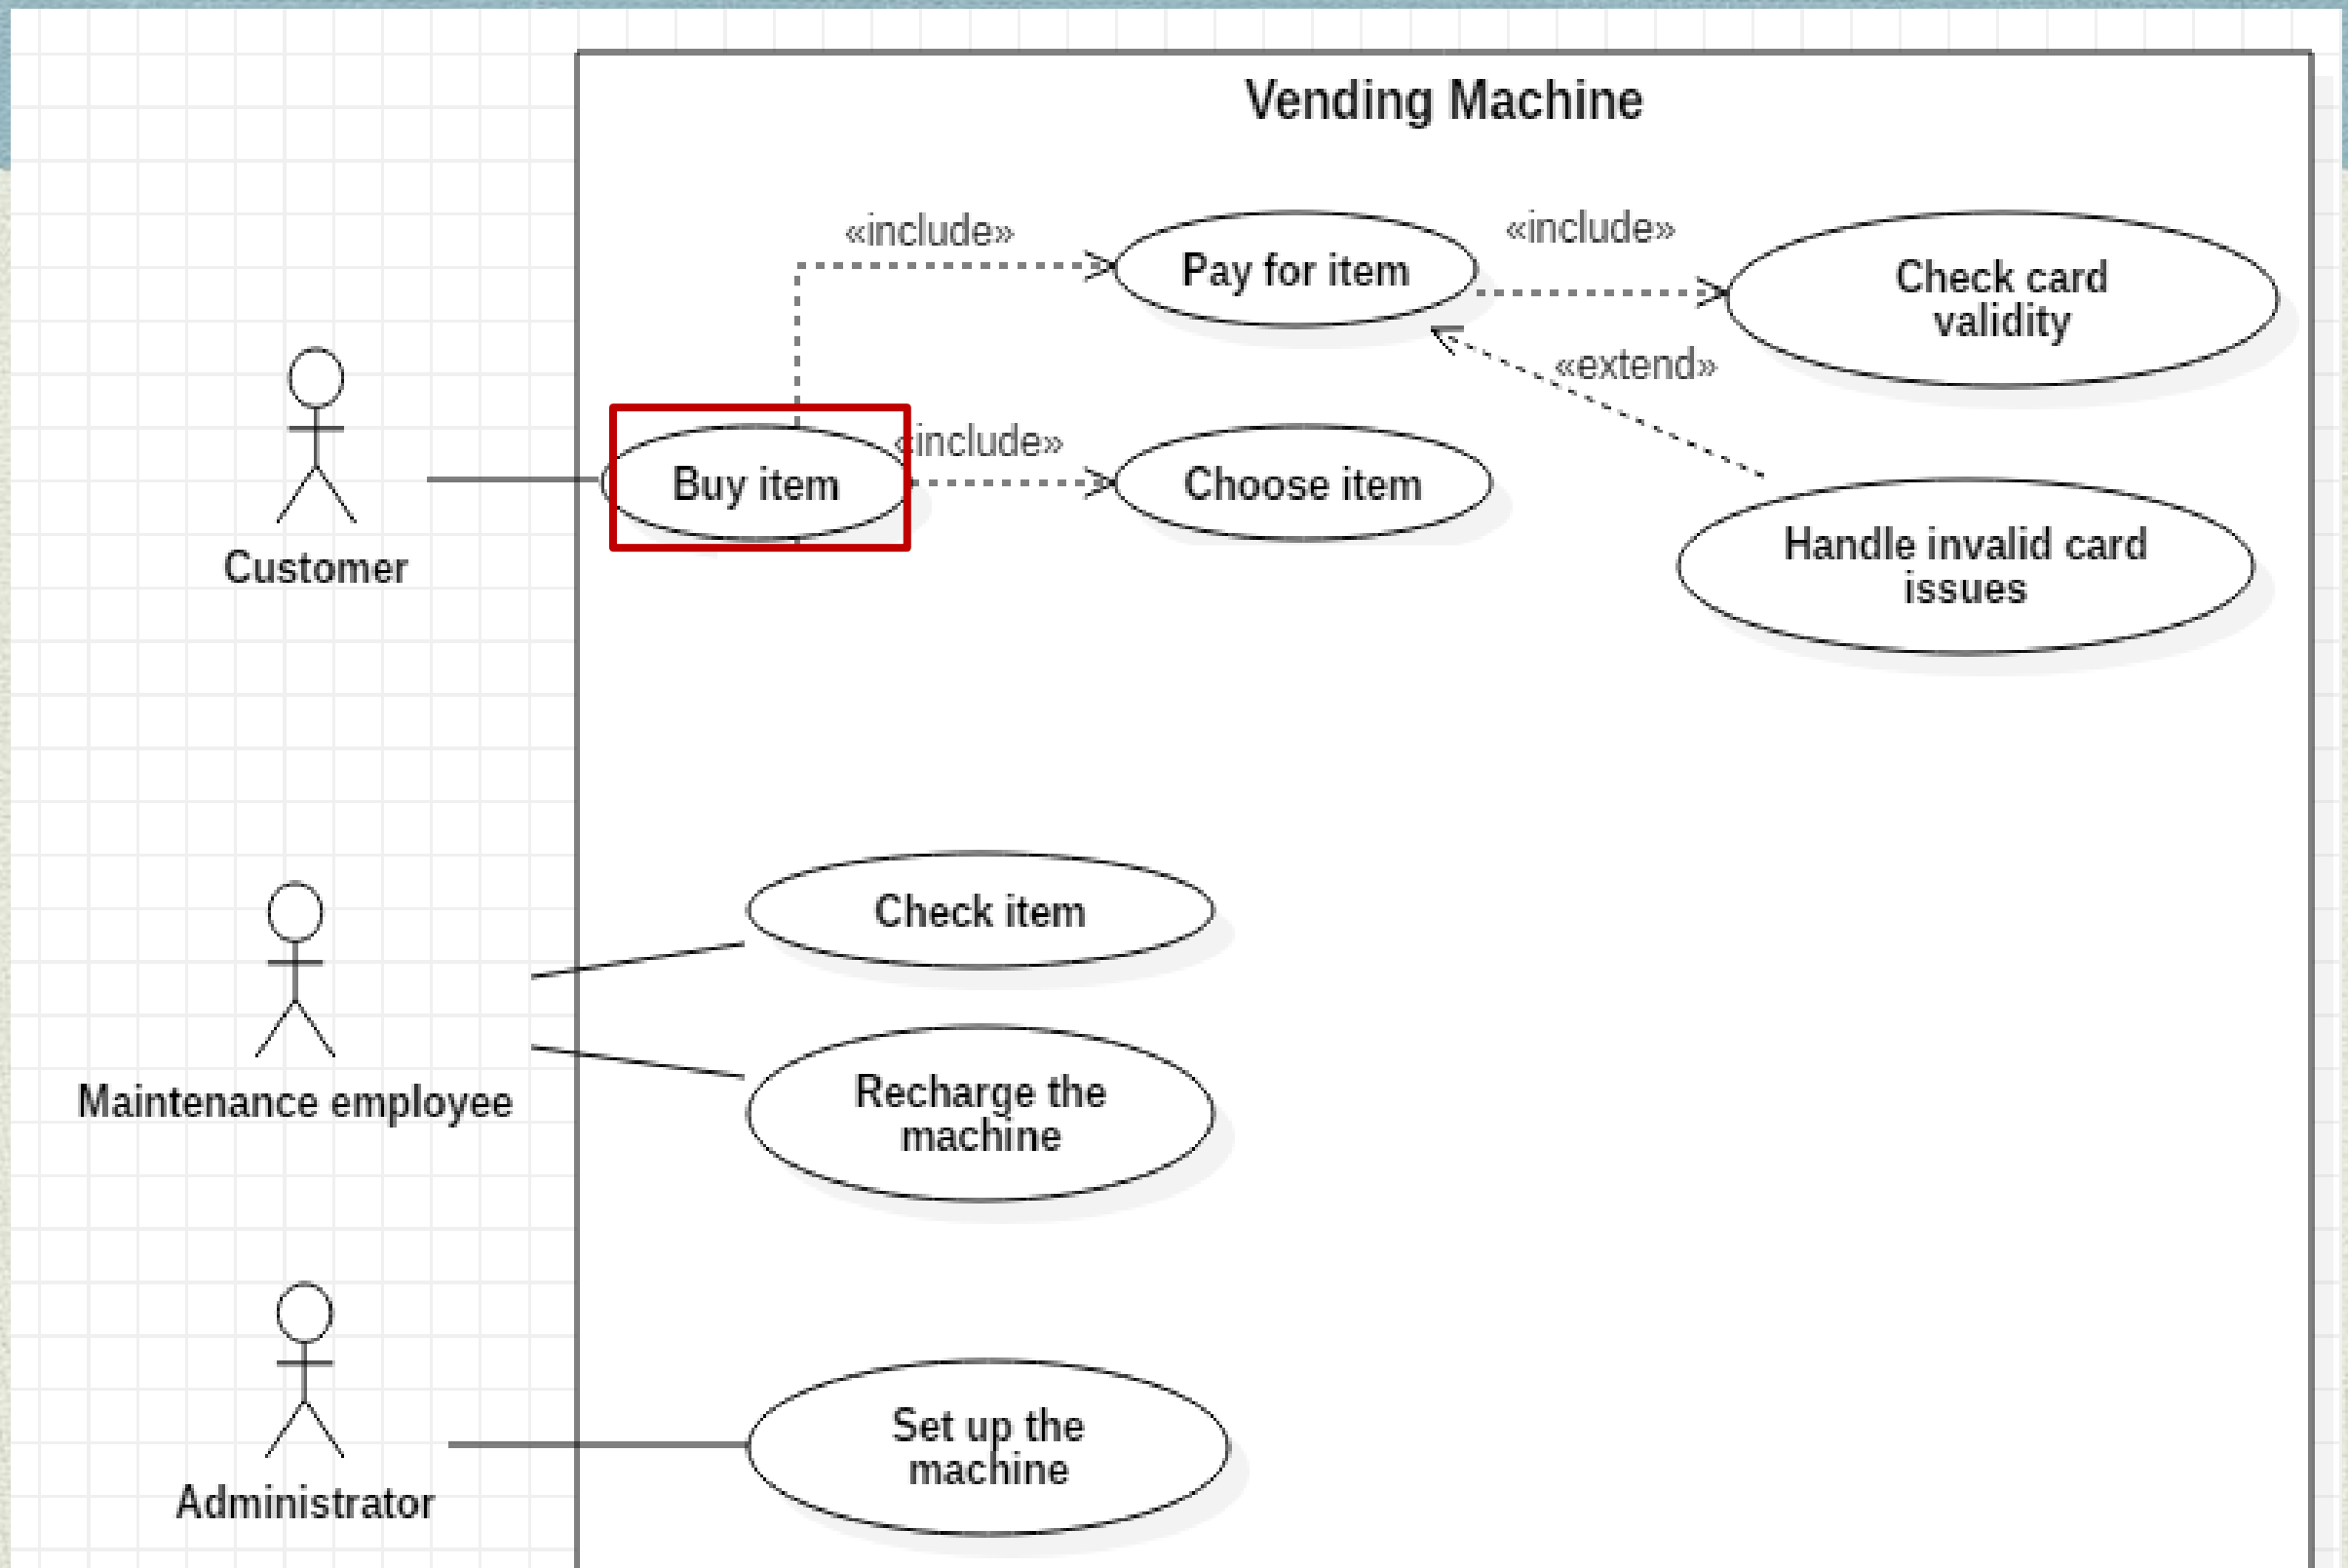 Vending Machine
«include»
«include»
Pay for item
Check card
validity
«extend»
«include»
Buy item
Choose item
Handle invalid card
issues
Customer
Check item
Maintenance employee
Recharge the
machine
Set up the
machine
Administrator